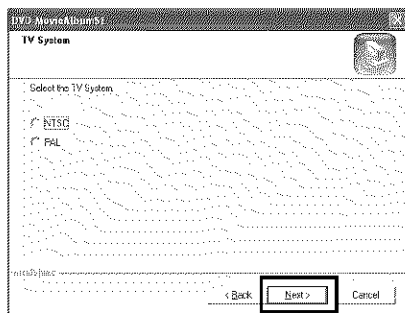 DVD-MovieAlbumSE
TV System
Select the TV System
NTSC
PAL
< Back Next > Cancel